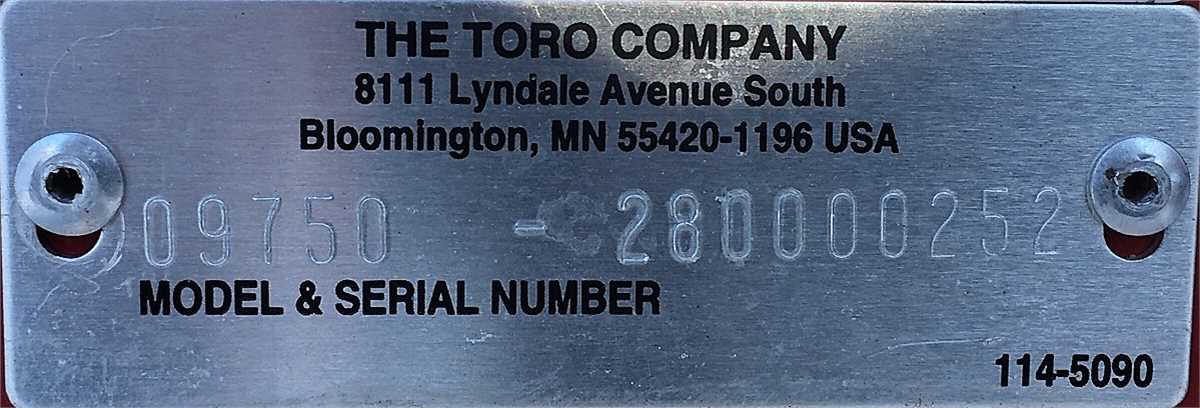 THE TORO COMPANY
8111 Lyndale Avenue South
Bloomington, MN 55420-1196 USA
09750 - 280000252
MODEL & SERIAL NUMBER
114-5090